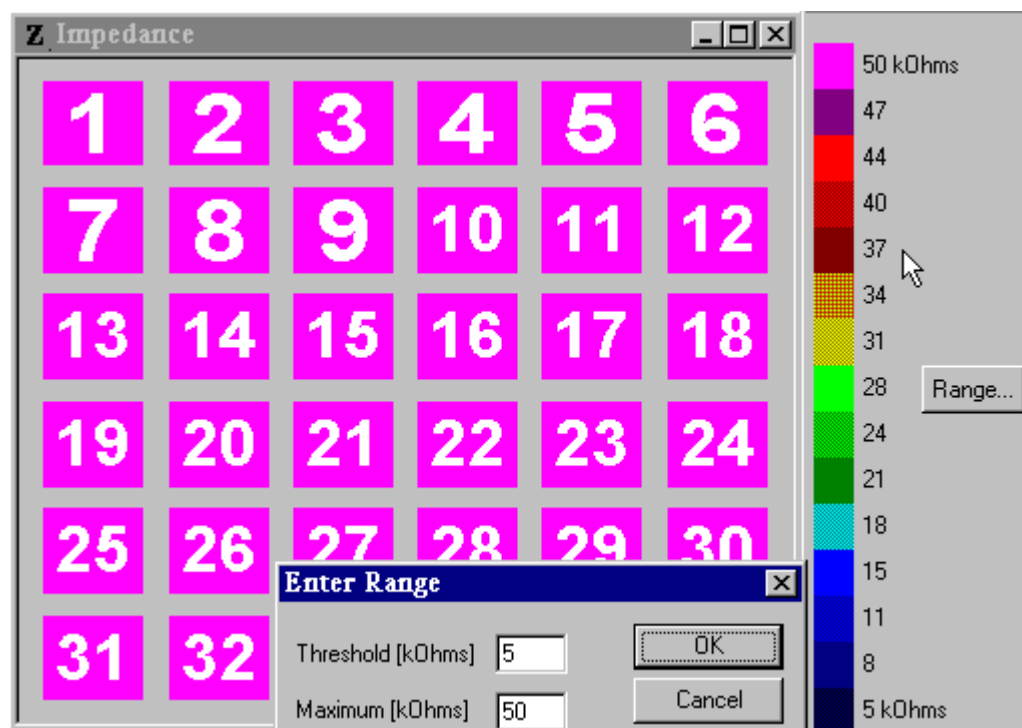 Z Impedance
1 2 3 4 5 6
7 8 9 10 11 12
13 14 15 16 17 18
19 20 21 22 23 24
25 26 27 28 29 30
31 32
Enter Range
Threshold [kOhms] 5
OK
Maximum [kOhms] 50
Cancel
50 kOhms
47
44
40
37
34
31
28
Range...
24
21
18
15
11
8
5 kOhms